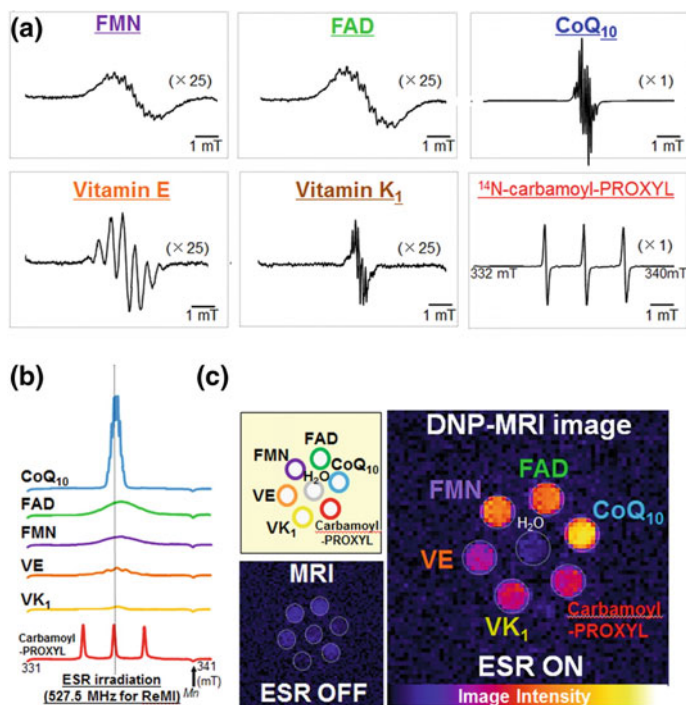 (a)
FMN
(× 25)
1 mT
FAD
(× 25)
1 mT
CoQ10
(× 1)
1 mT
Vitamin E
(× 25)
1 mT
Vitamin K1
(× 25)
1 mT
14N-carbamoyl-PROXYL
(× 1)
332 mT
340mT
1 mT
(b)
CoQ10
FAD
FMN
VE
VK1
Carbamoyl
-PROXYL
331
341
(mT)
Mn
ESR irradiation
(527.5 MHz for ReMI)
(c)
FAD
FMN
CoQ10
H2O
VE
VK1
Carbamoyl
-PROXYL
MRI
ESR OFF
DNP-MRI image
FAD
FMN
CoQ10
H2O
VE
VK1
Carbamoyl
-PROXYL
ESR ON
Image Intensity